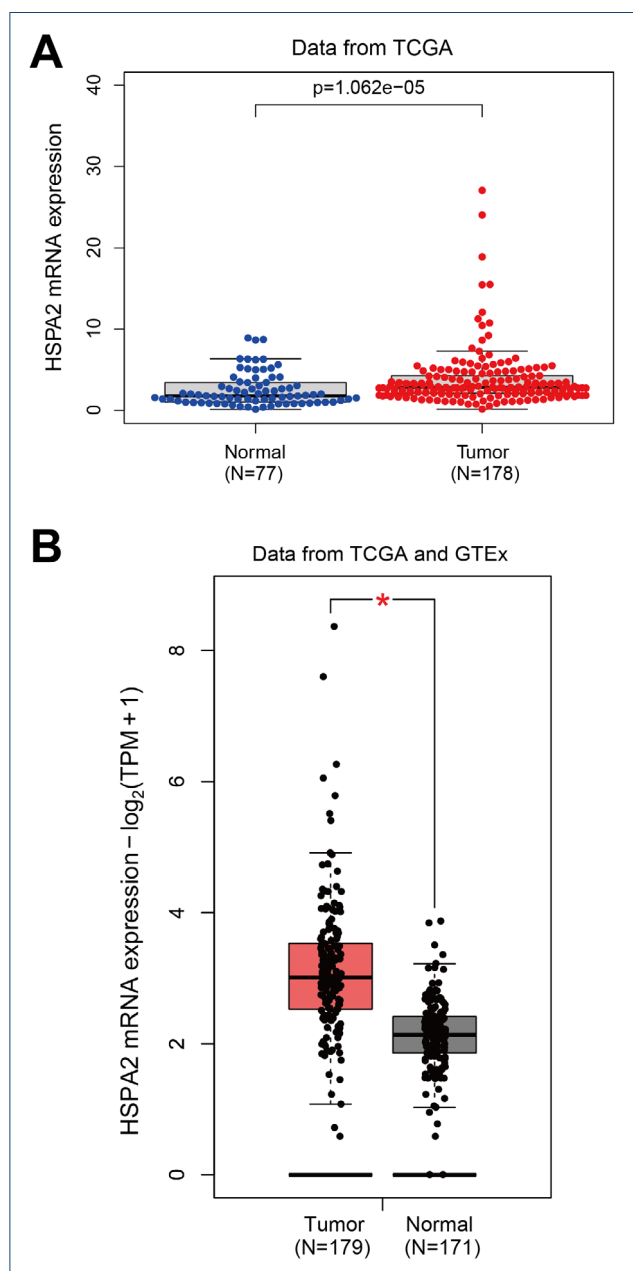 A
Data from TCGA
p=1.062e−05
HSPA2 mRNA expression
40
30
20
10
0
Normal
(N=77)
Tumor
(N=178)
B
Data from TCGA and GTEx
*
HSPA2 mRNA expression − log₂(TPM + 1)
8
6
4
2
0
Tumor
(N=179)
Normal
(N=171)